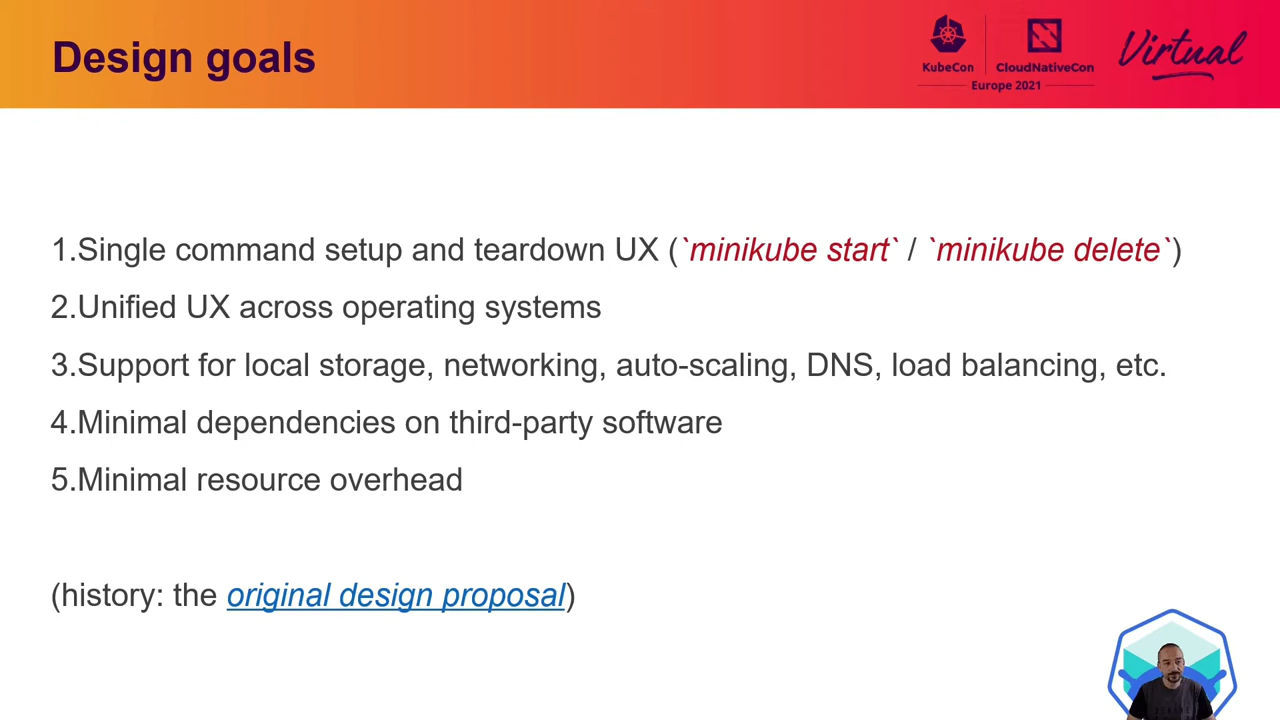 Design goals
KubeCon
CloudNativeCon
Europe 2021
Virtual
1.Single command setup and teardown UX (`minikube start` / `minikube delete`)
2.Unified UX across operating systems
3.Support for local storage, networking, auto-scaling, DNS, load balancing, etc.
4.Minimal dependencies on third-party software
5.Minimal resource overhead
(history: the original design proposal)